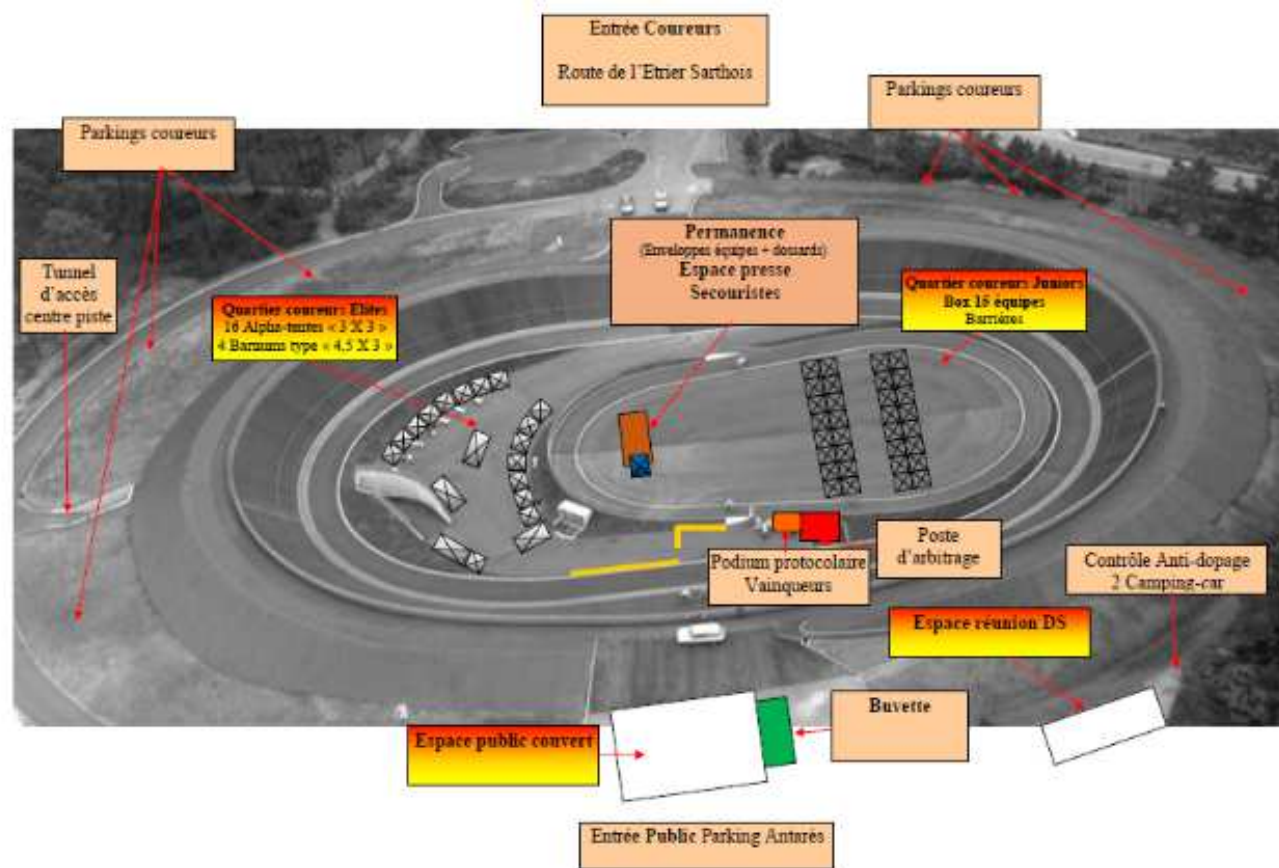 Entrée Coureurs
Route de l'Etrier Sarthois
Parkings coureurs
Parkings coureurs
Tunnel
d'accès
centre piste
Quartier coureurs Elites
16 Alpha-tentes « 3 X 3 »
4 Barnums type « 4,5 X 3 »
Permanence
(Enveloppes équipes + dossards)
Espace presse
Secouristes
Quartier coureurs Juniors
Box 16 équipes
Barrières
Podium protocolaire
Vainqueurs
Poste
d'arbitrage
Contrôle Anti-dopage
2 Camping-car
Espace réunion DS
Buvette
Espace public couvert
Entrée Public Parking Antarès